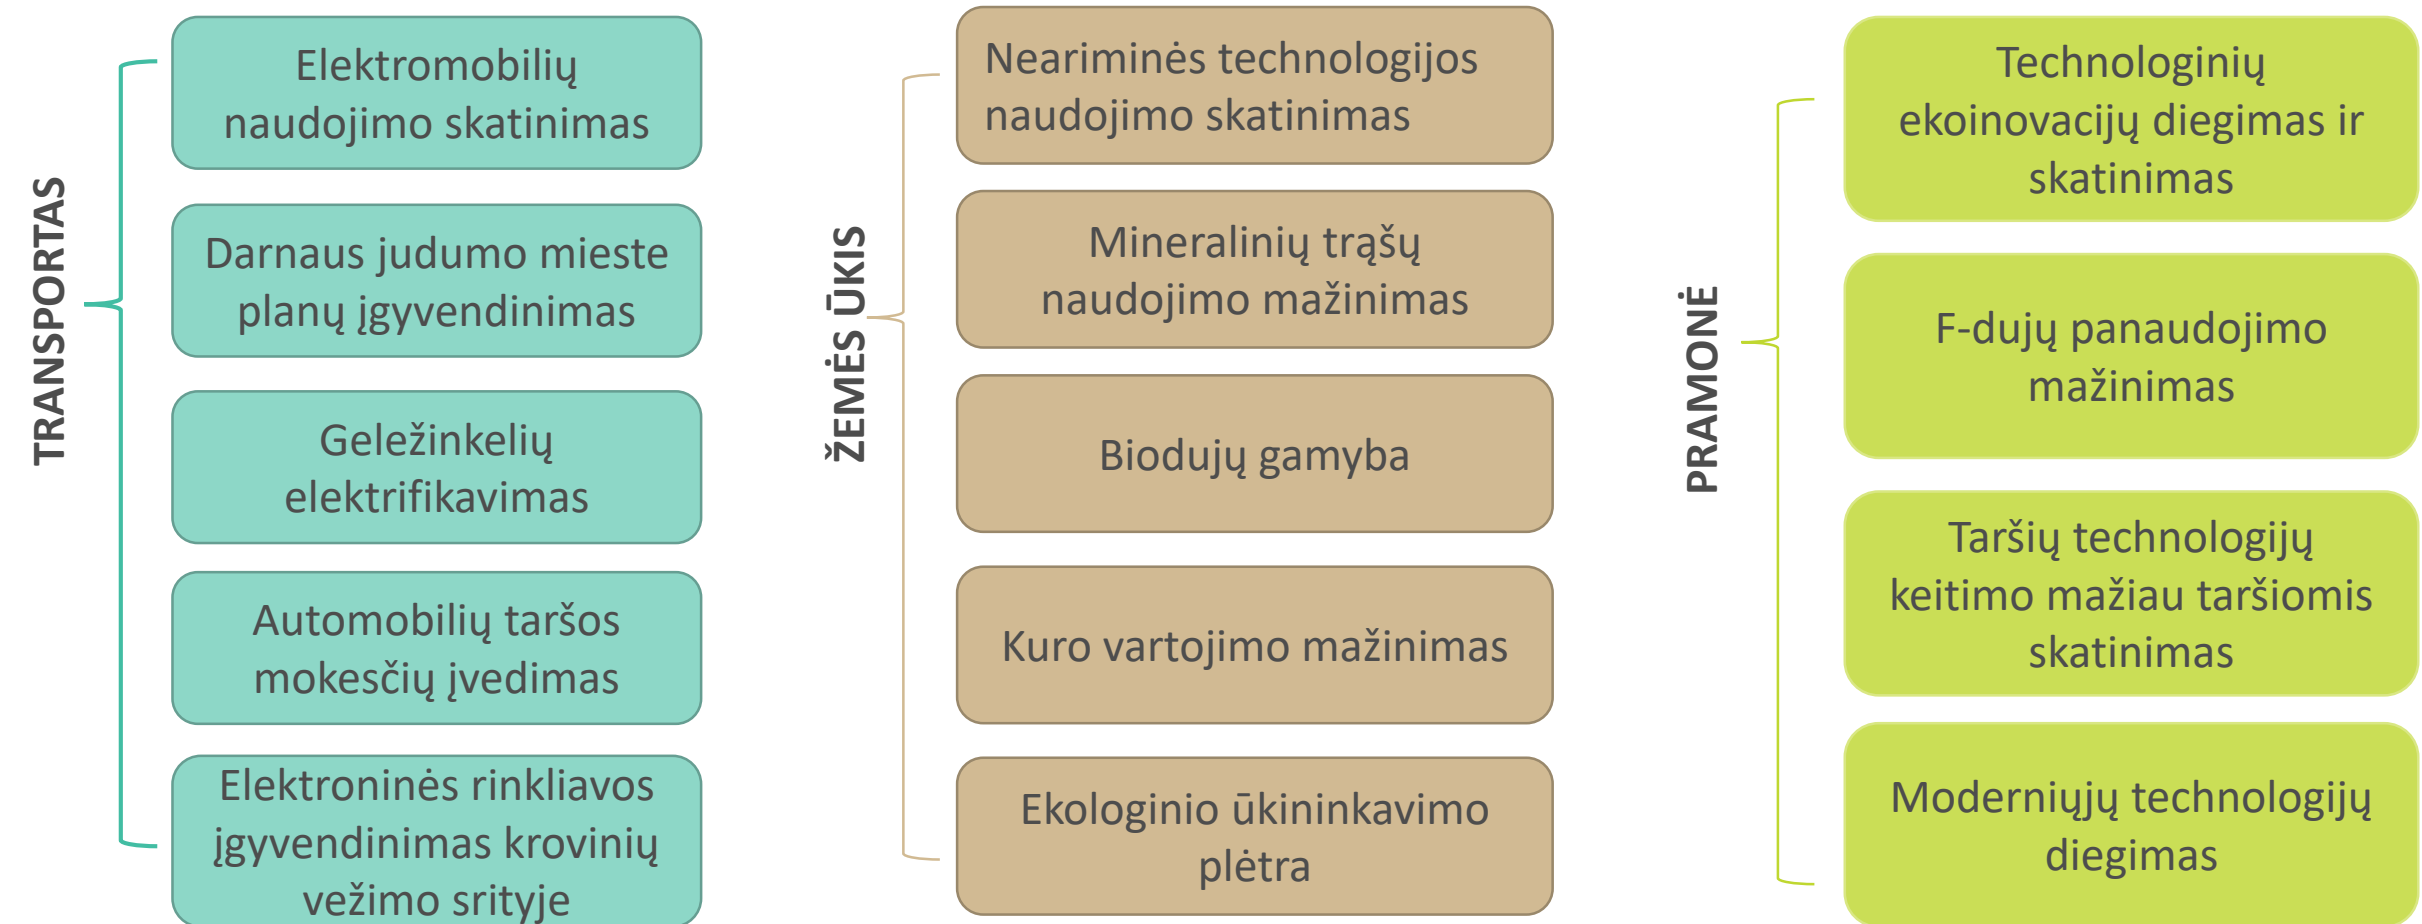 TRANSPORTAS
Elektromobilių
naudojimo skatinimas
Darnaus judumo mieste
planų įgyvendinimas
Geležinkelių
elektrifikavimas
Automobilių taršos
mokesčių įvedimas
Elektroninės rinkliavos
įgyvendinimas krovinių
vežimo srityje
ŽEMĖS ŪKIS
Neariminės technologijos
naudojimo skatinimas
Mineralinių trąšų
naudojimo mažinimas
Biodujų gamyba
Kuro vartojimo mažinimas
Ekologinio ūkininkavimo
plėtra
PRAMONĖ
Technologinių
ekoinovacijų diegimas ir
skatinimas
F-dujų panaudojimo
mažinimas
Taršių technologijų
keitimo mažiau taršiomis
skatinimas
Moderniųjų technologijų
diegimas